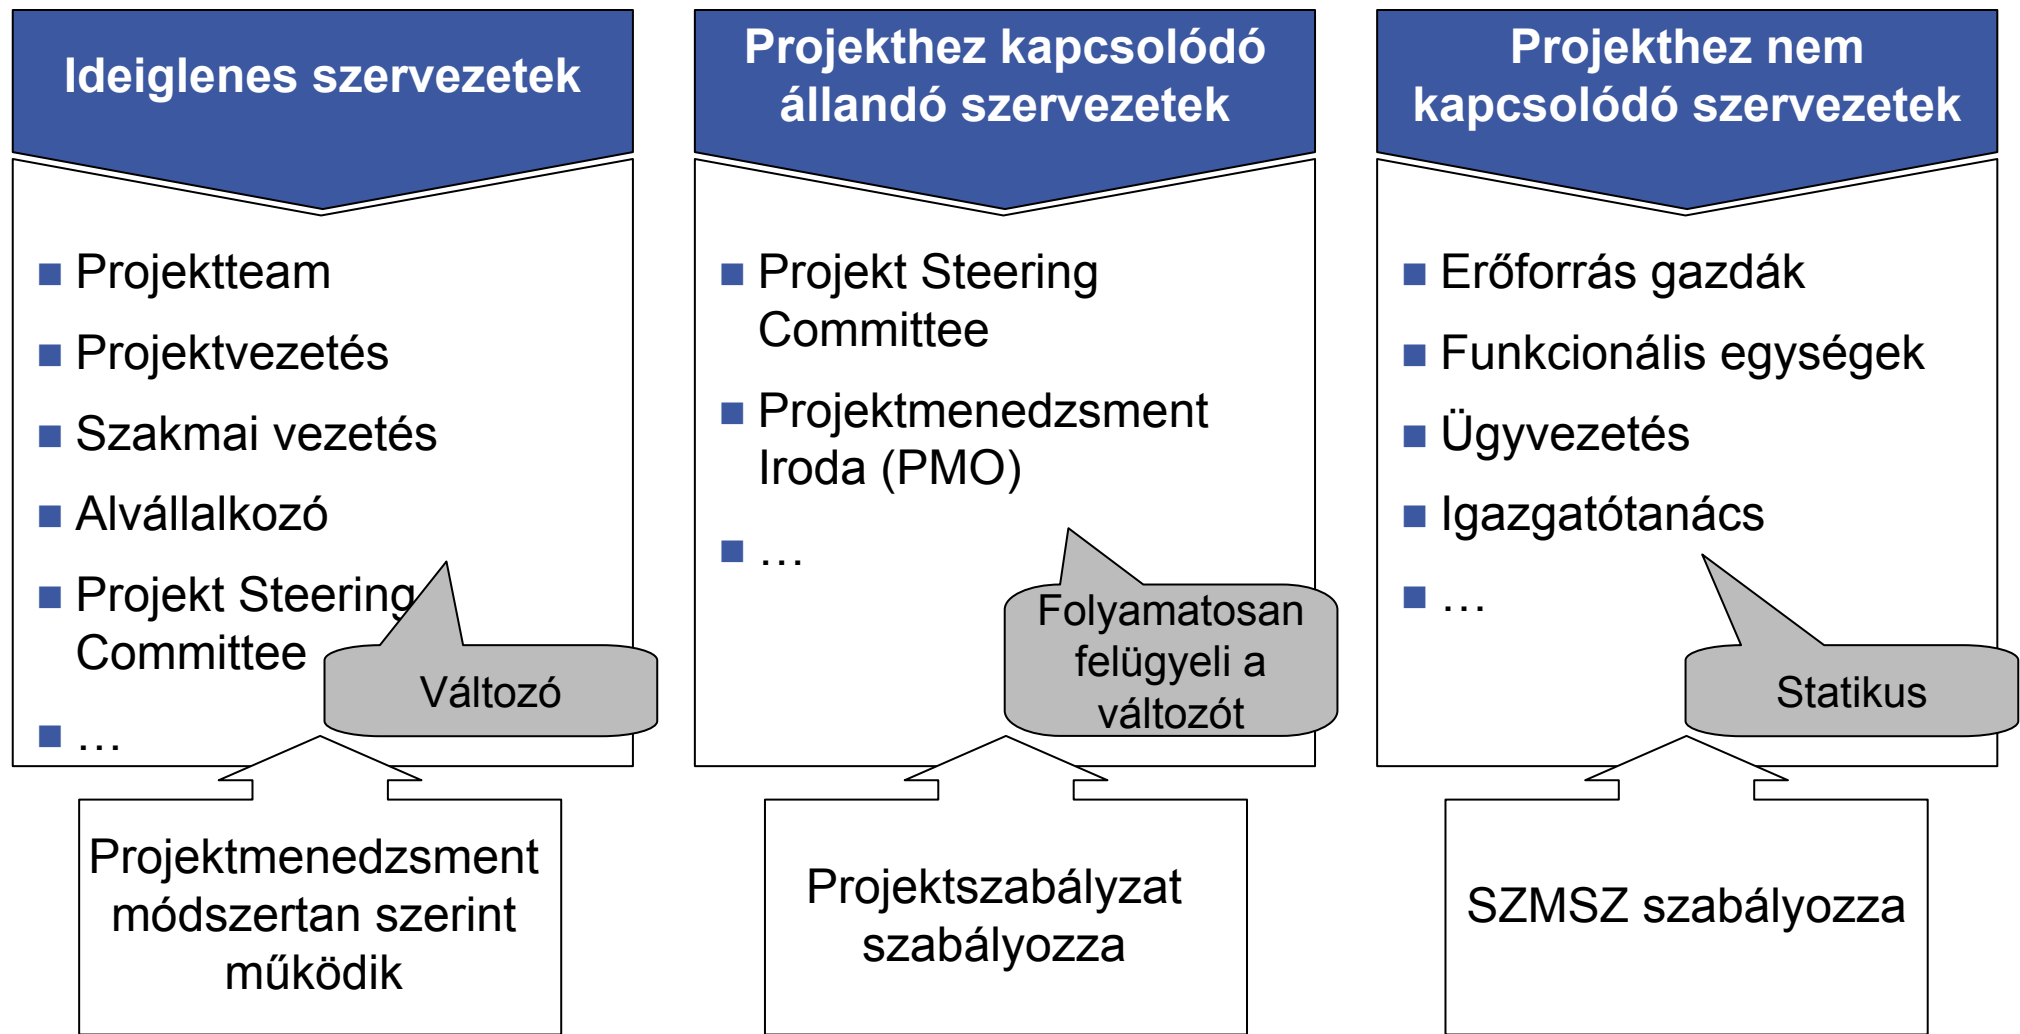 Ideiglenes szervezetek
■ Projektteam
■ Projektvezetés
■ Szakmai vezetés
■ Alvállalkozó
■ Projekt Steering
Committee
■ …
Változó
Projektmenedzsment
módszertan szerint
működik
Projekthez kapcsolódó
állandó szervezetek
■ Projekt Steering
Committee
■ Projektmenedzsment
Iroda (PMO)
■ …
Folyamatosan
felügyeli a
változót
Projektszabályzat
szabályozza
Projekthez nem
kapcsolódó szervezetek
■ Erőforrás gazdák
■ Funkcionális egységek
■ Ügyvezetés
■ Igazgatótanács
■ …
Statikus
SZMSZ szabályozza